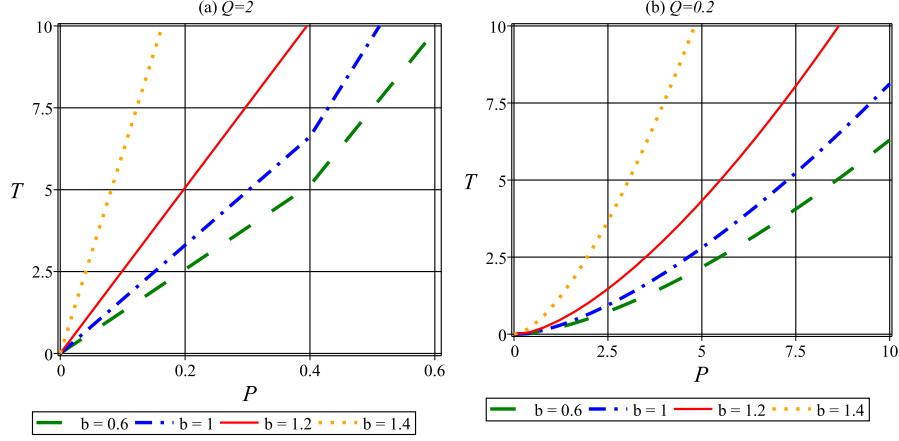 (a) Q=2
10
7.5
T
5
2.5
0
0 0.2 0.4 0.6
P
b = 0.6 b = 1 b = 1.2 b = 1.4
(b) Q=0.2
10
7.5
T
5
2.5
0
0 2.5 5 7.5 10
P
b = 0.6 b = 1 b = 1.2 b = 1.4